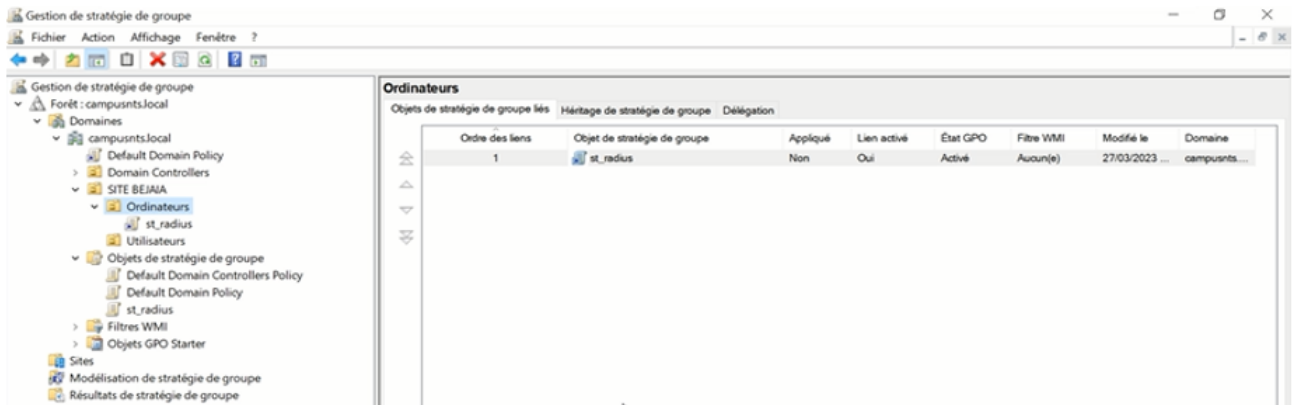 Gestion de stratégie de groupe
Fichier Action Affichage Fenêtre ?
Gestion de stratégie de groupe
Forêt : campusnts.local
Domaines
campusnts.local
Default Domain Policy
Domain Controllers
SITE BEJAIA
Ordinateurs
st_radius
Utilisateurs
Objets de stratégie de groupe
Default Domain Controllers Policy
Default Domain Policy
st_radius
Filtres WMI
Objets GPO Starter
Sites
Modélisation de stratégie de groupe
Résultats de stratégie de groupe
Ordinateurs
Objets de stratégie de groupe liés Héritage de stratégie de groupe Délégation
Ordre des liens Objet de stratégie de groupe Appliqué Lien activé État GPO Filtre WMI Modifié le Domaine
1 st_radius Non Oui Activé Aucun(e) 27/03/2023 ... campusnts....